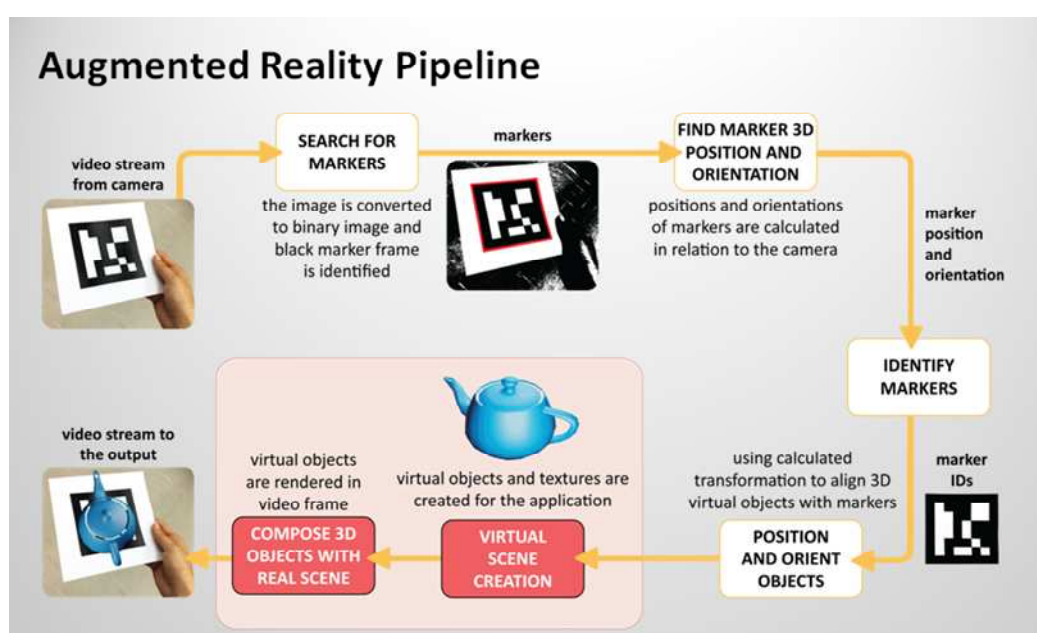 Augmented Reality Pipeline
video stream
from camera
SEARCH FOR
MARKERS
the image is converted
to binary image and
black marker frame
is identified
markers
FIND MARKER 3D
POSITION AND
ORIENTATION
positions and orientations
of markers are calculated
in relation to the camera
marker
position
and
orientation
IDENTIFY
MARKERS
marker
IDs
using calculated
transformation to align 3D
virtual objects with markers
POSITION
AND ORIENT
OBJECTS
virtual objects and textures are
created for the application
VIRTUAL
SCENE
CREATION
virtual objects
are rendered in
video frame
COMPOSE 3D
OBJECTS WITH
REAL SCENE
video stream to
the output